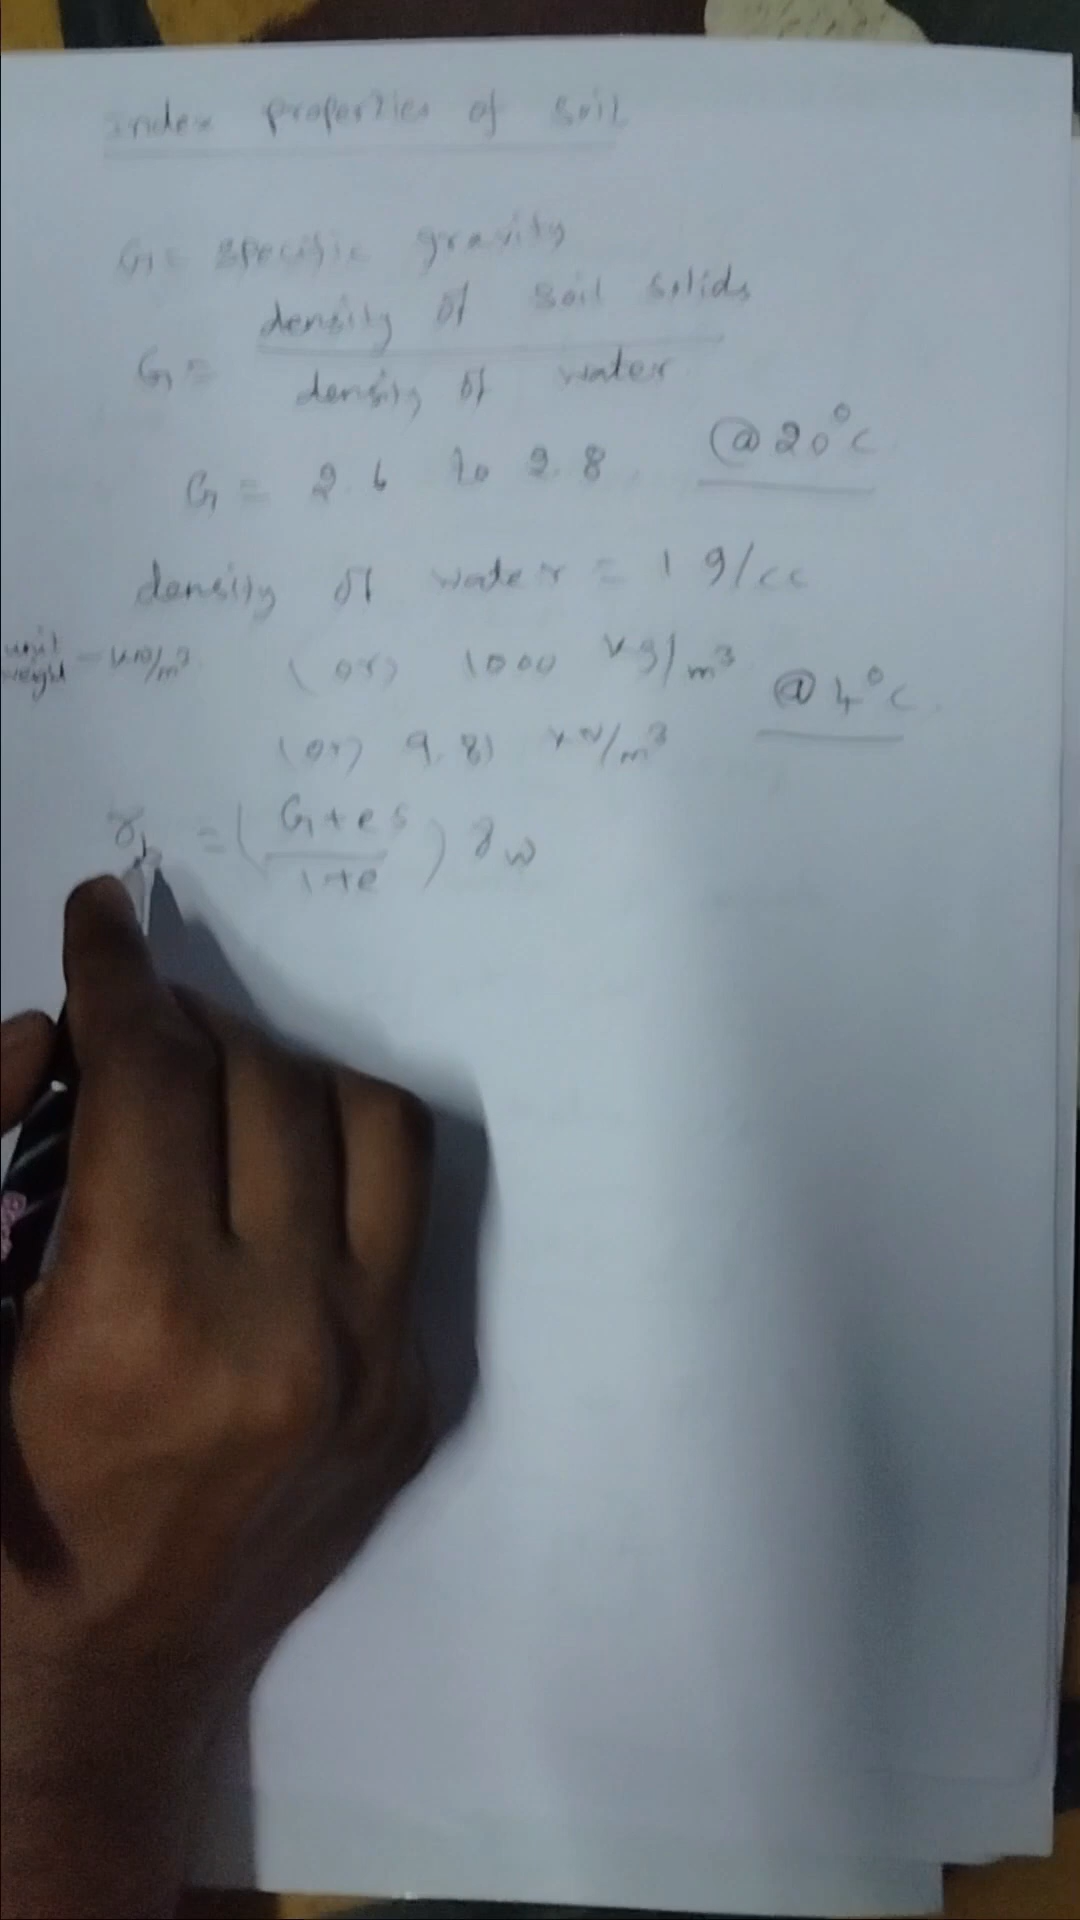 index properties of soil
G = specific gravity
G = density of soil solids / density of water
G = 2.6 to 2.8 @ 20°C
density of water = 1 g/cc
unit weight = kN/m³ (or) 1000 kg/m³ @ 4°C
(or) 9.81 kN/m³
γ = (G+es / 1+e) γw